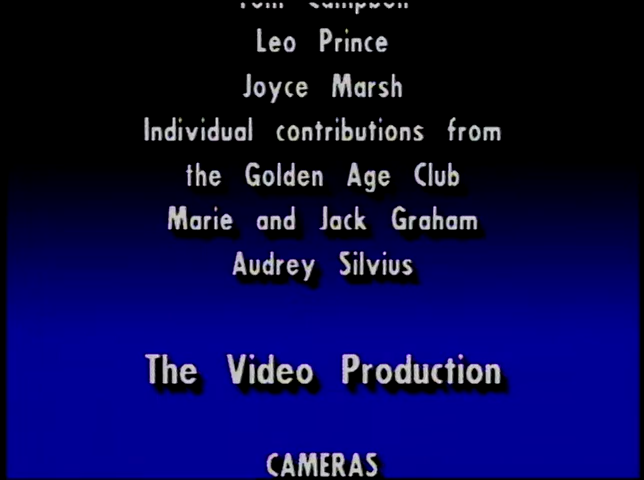 Leo Prince
Joyce Marsh
Individual contributions from
the Golden Age Club
Marie and Jack Graham
Audrey Silvius
The Video Production
CAMERAS